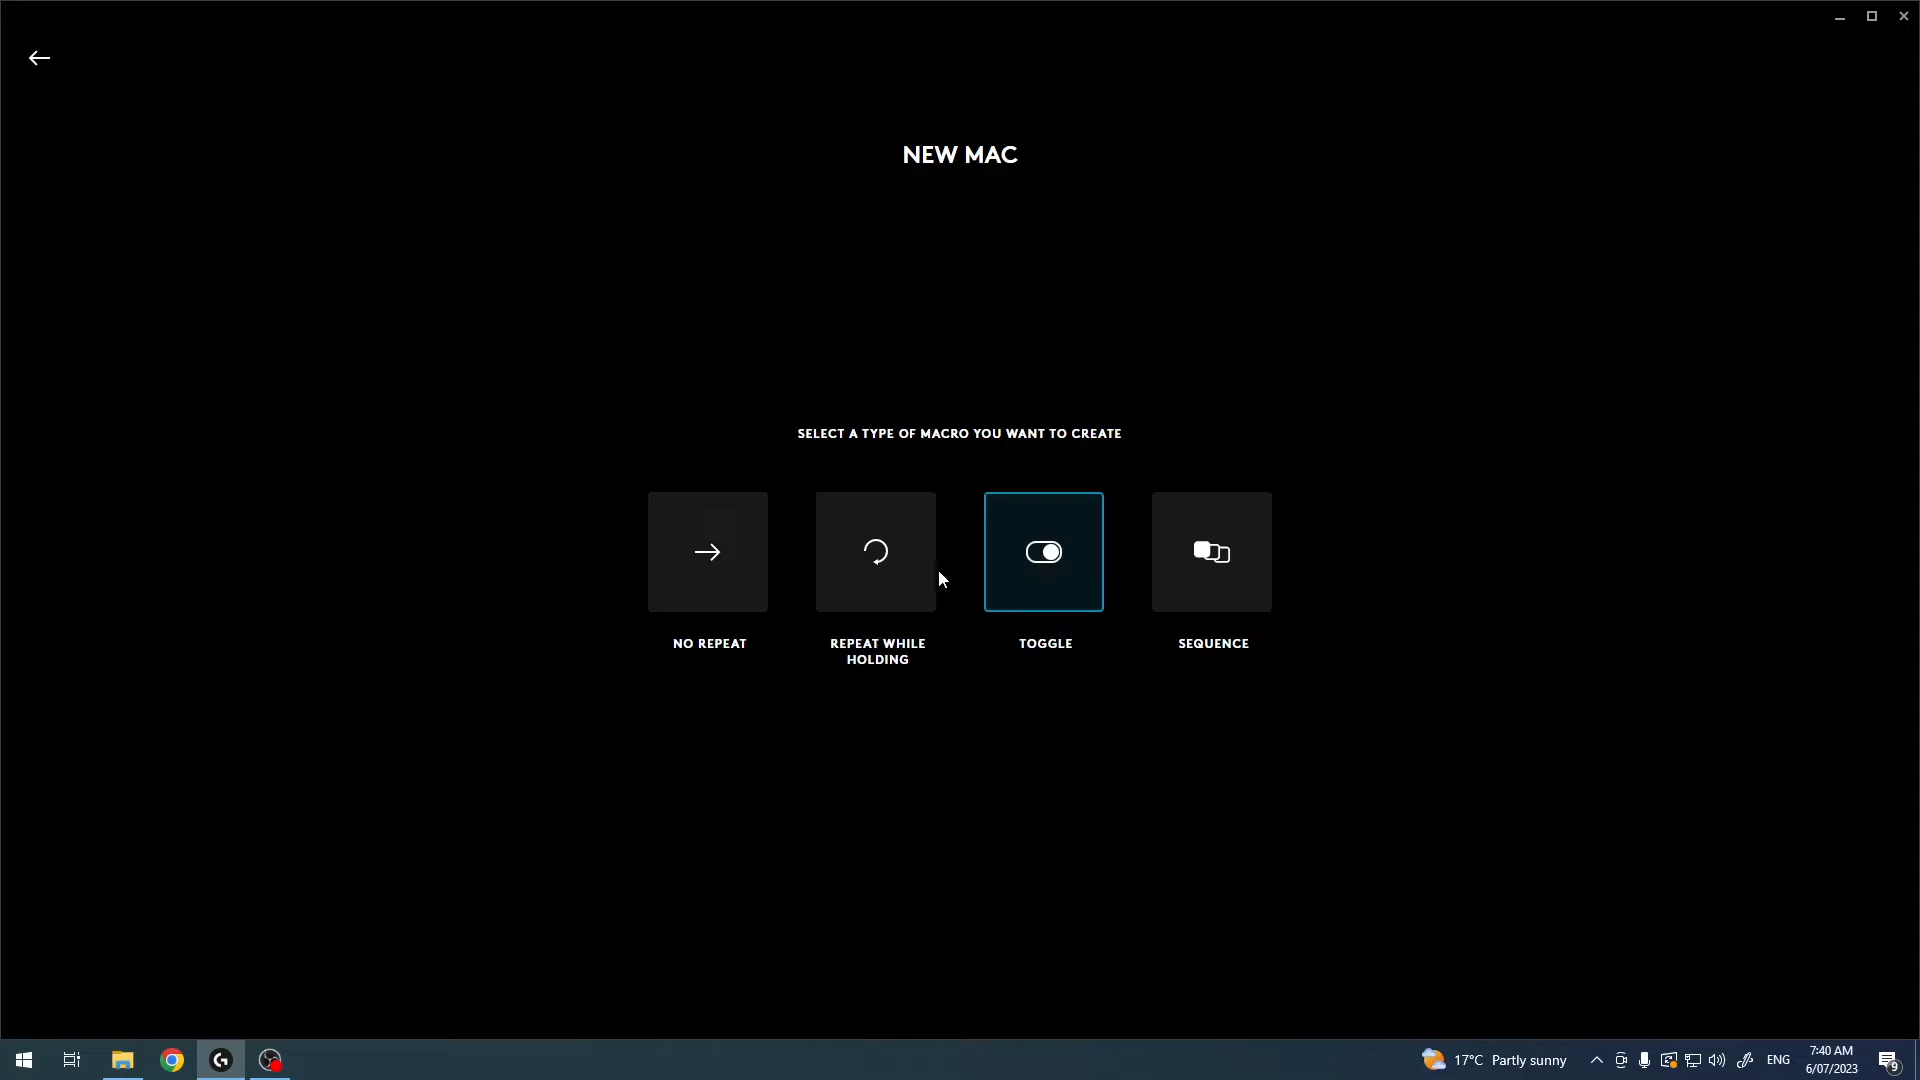 NEW MAC
SELECT A TYPE OF MACRO YOU WANT TO CREATE
NO REPEAT
REPEAT WHILE
HOLDING
TOGGLE
SEQUENCE
17°C Partly sunny
ENG
7:40 AM
6/07/2023
9